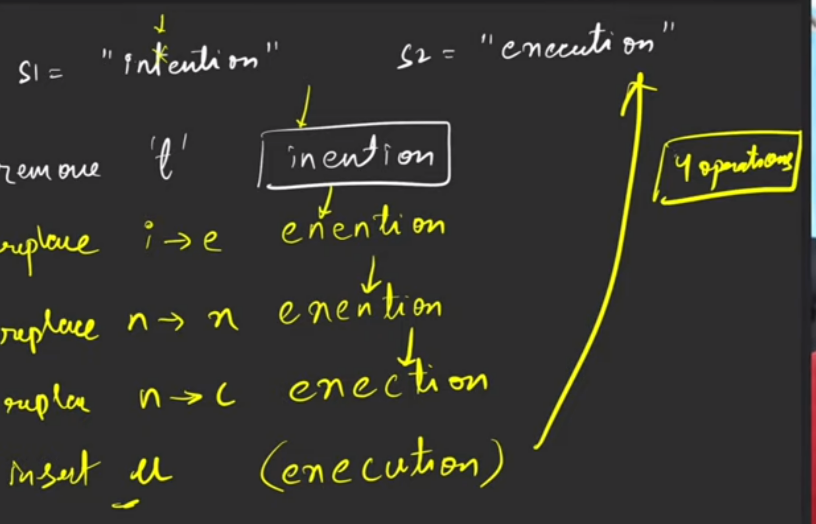 S1 = "intention" S2 = "execution"
remove 't' inention
4 operations
replace i → e enention
replace n → x exention
replace n → c exection
insert u (execution)